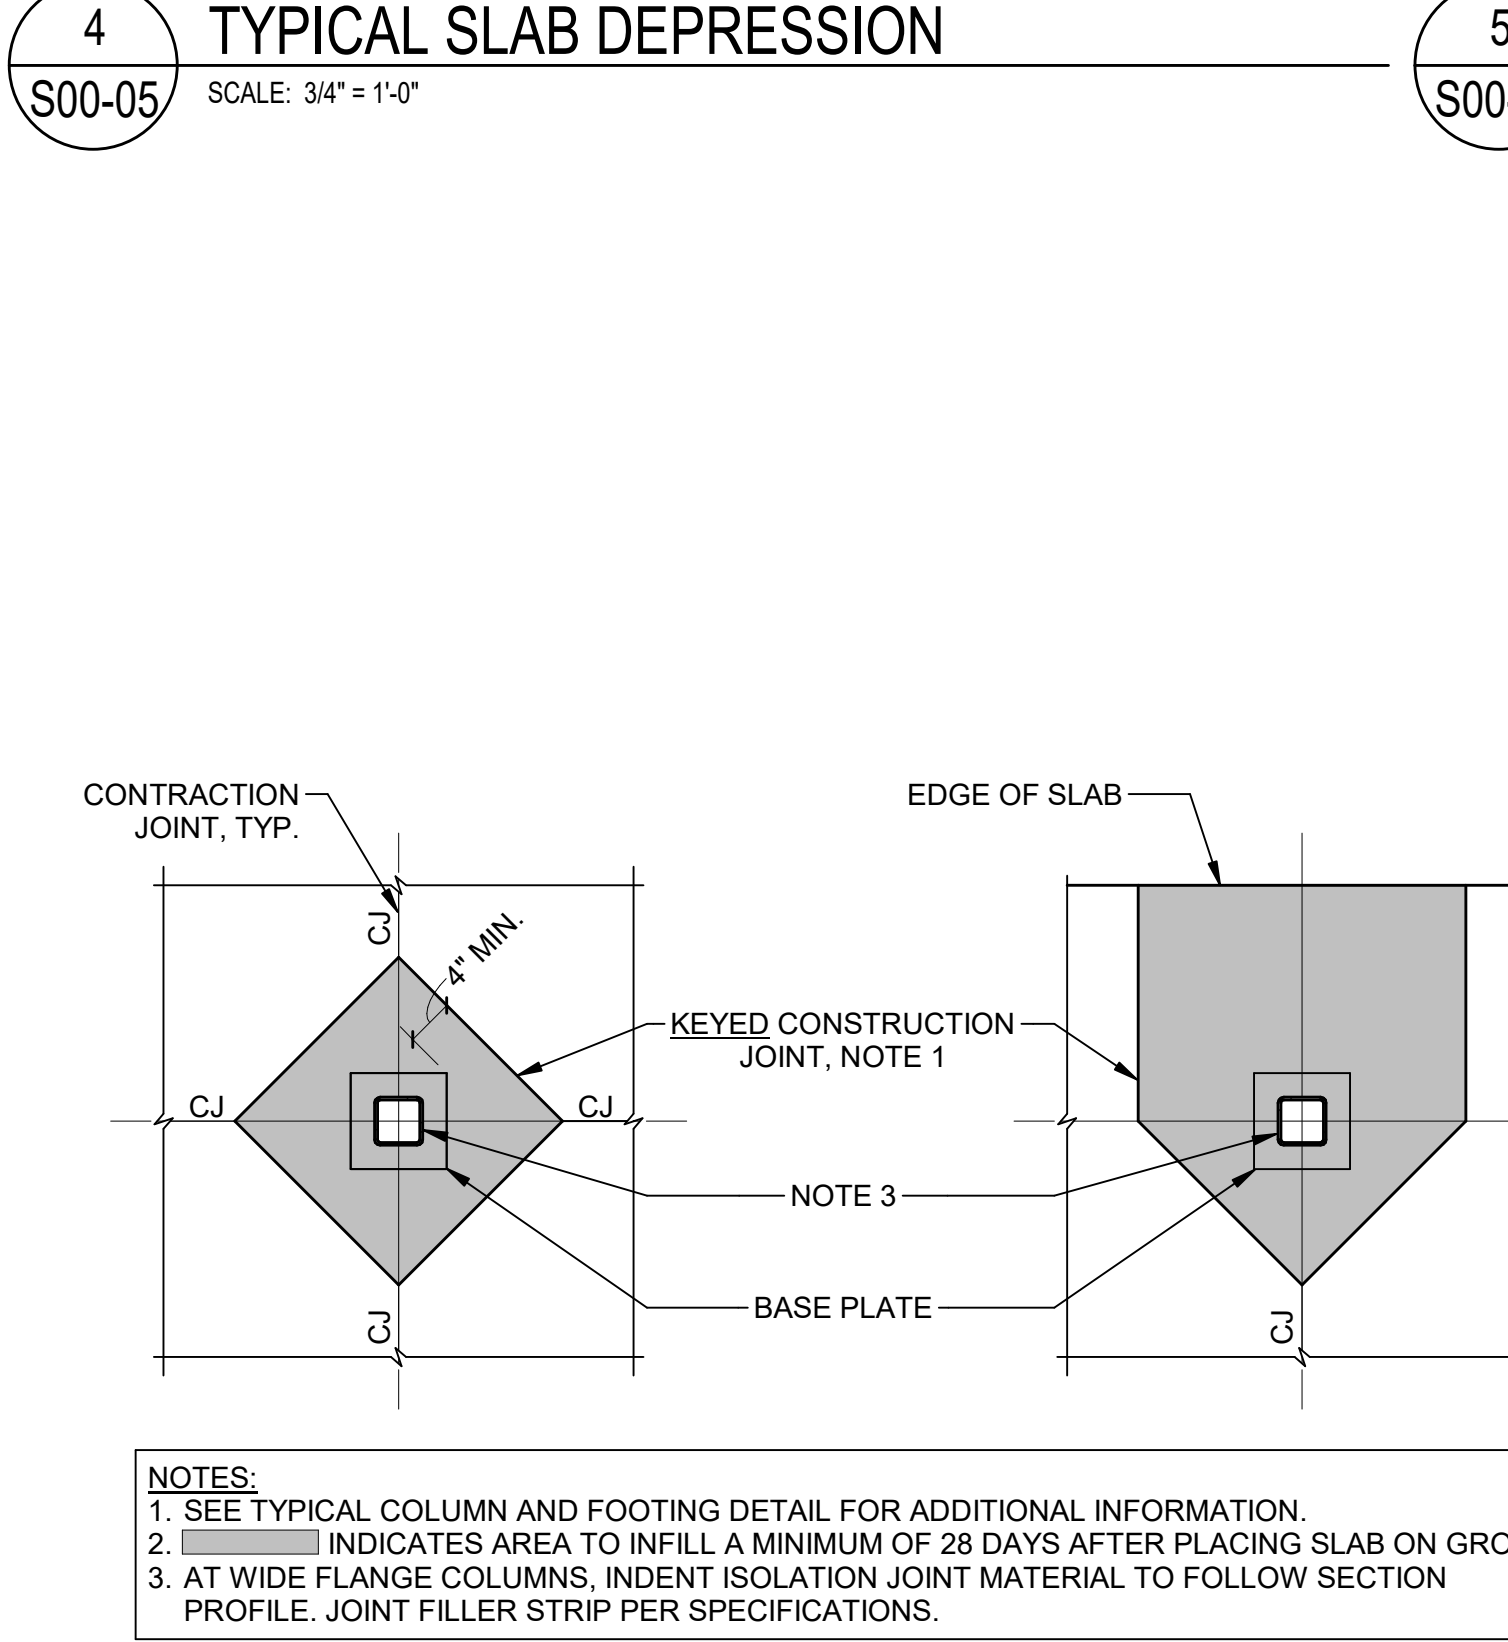 4
TYPICAL SLAB DEPRESSION
S00-05
SCALE: 3/4" = 1'-0"
5
S00-
CONTRACTION
JOINT, TYP.
EDGE OF SLAB
CJ
4" MIN.
KEYED CONSTRUCTION
JOINT, NOTE 1
CJ
CJ
NOTE 3
BASE PLATE
CJ
CJ
NOTES:
1. SEE TYPICAL COLUMN AND FOOTING DETAIL FOR ADDITIONAL INFORMATION.
2. INDICATES AREA TO INFILL A MINIMUM OF 28 DAYS AFTER PLACING SLAB ON GRO
3. AT WIDE FLANGE COLUMNS, INDENT ISOLATION JOINT MATERIAL TO FOLLOW SECTION
PROFILE. JOINT FILLER STRIP PER SPECIFICATIONS.